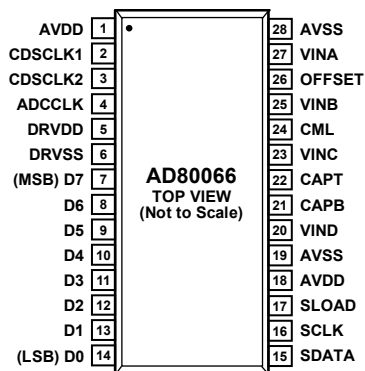 AVDD 1
CDSCLK1 2
CDSCLK2 3
ADCCLK 4
DRVDD 5
DRVSS 6
(MSB) D7 7
D6 8
D5 9
D4 10
D3 11
D2 12
D1 13
(LSB) D0 14
AD80066
TOP VIEW
(Not to Scale)
28 AVSS
27 VINA
26 OFFSET
25 VINB
24 CML
23 VINC
22 CAPT
21 CAPB
20 VIND
19 AVSS
18 AVDD
17 SLOAD
16 SCLK
15 SDATA